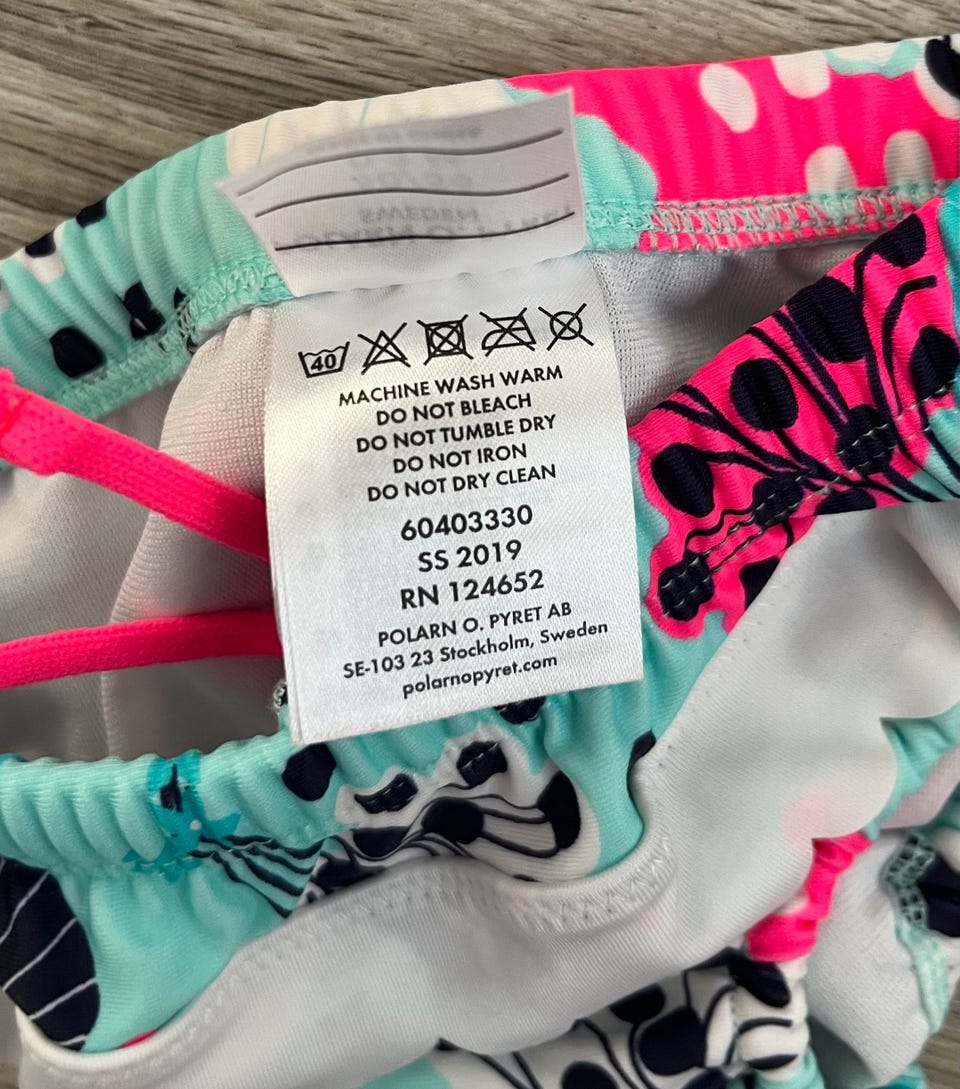 SWEDEN
40
MACHINE WASH WARM
DO NOT BLEACH
DO NOT TUMBLE DRY
DO NOT IRON
DO NOT DRY CLEAN
60403330
SS 2019
RN 124652
POLARN O. PYRET AB
SE-103 23 Stockholm, Sweden
polarnopyret.com